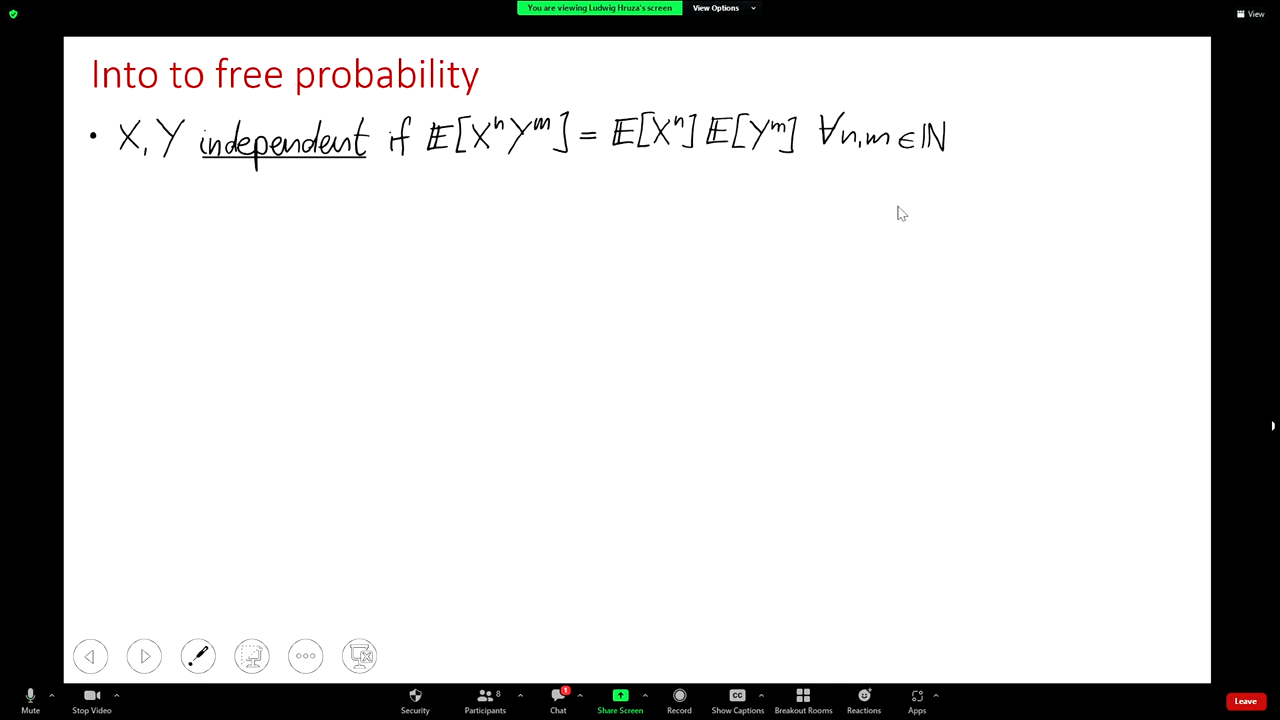 You are viewing Ludwig Hruza's screen
View Options
View
Into to free probability
• X, Y independent if 𝔼[XⁿYᵐ] = 𝔼[Xⁿ] 𝔼[Yᵐ] ∀n,m ∈ ℕ
Mute
Stop Video
Security
Participants
8
Chat
1
Share Screen
Record
CC
Show Captions
Breakout Rooms
Reactions
Apps
Leave